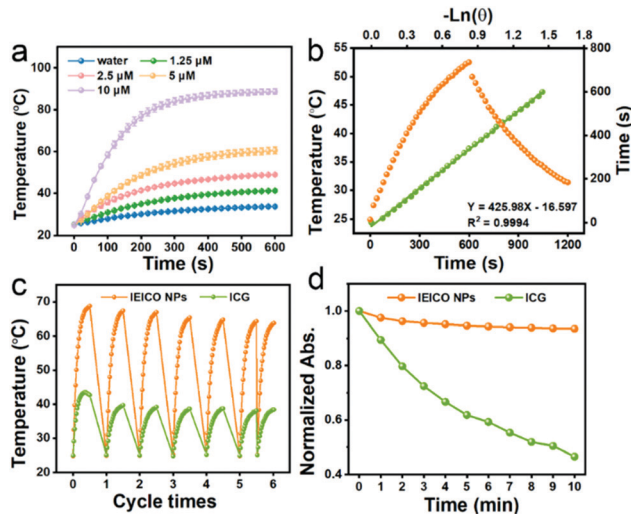 a
water 1.25 μM
2.5 μM 5 μM
10 μM
Temperature (°C)
100
80
60
40
20
0 100 200 300 400 500 600
Time (s)
b
-Ln(θ)
0.0 0.4 0.8 1.2 1.6 2.0
Temperature (°C)
55
50
45
40
35
30
25
800
600
400
200
0
Time (s)
Y = 425.98X - 16.597
R² = 0.9994
0 300 600 900 1200
Time (s)
c
IEICO NPs ICG
Temperature (°C)
70
60
50
40
30
20
0 1 2 3 4 5 6
Cycle times
d
IEICO NPs ICG
Normalized Abs.
1.0
0.8
0.6
0.4
0 1 2 3 4 5 6 7 8 9 10
Time (min)